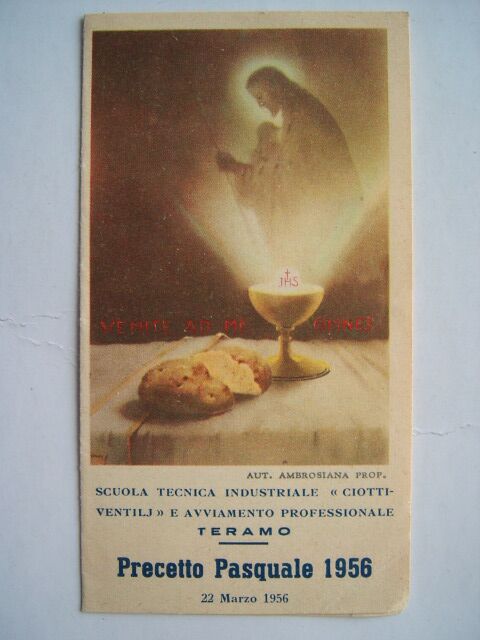 IHS
VENITE AD ME OMNES
AUT. AMBROSIANA PROP.
SCUOLA TECNICA INDUSTRIALE « CIOTTI-
VENTILJ » E AVVIAMENTO PROFESSIONALE
TERAMO
Precetto Pasquale 1956
22 Marzo 1956